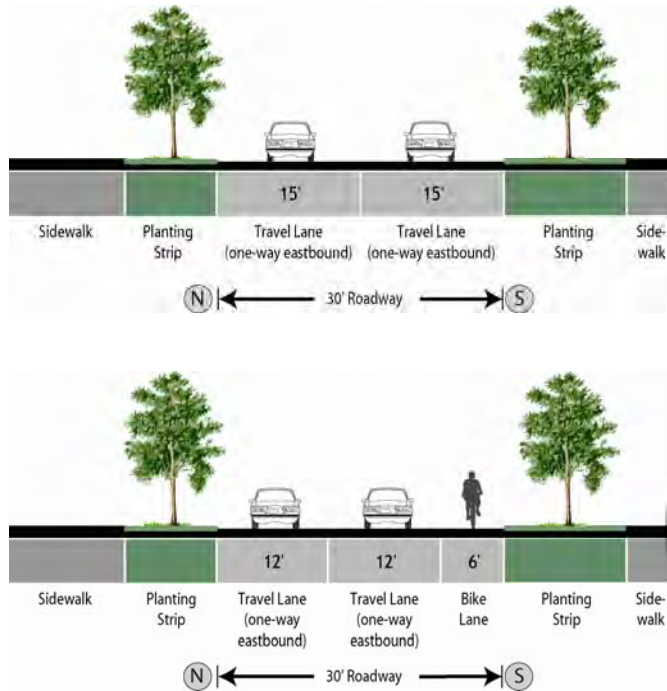 15' 15'
Sidewalk Planting Travel Lane Travel Lane Planting Side-
Strip (one-way eastbound) (one-way eastbound) Strip walk
N 30' Roadway S
12' 12' 6'
Sidewalk Planting Travel Lane Travel Lane Bike Planting Side-
Strip (one-way (one-way Lane Strip walk
eastbound) eastbound)
N 30' Roadway S